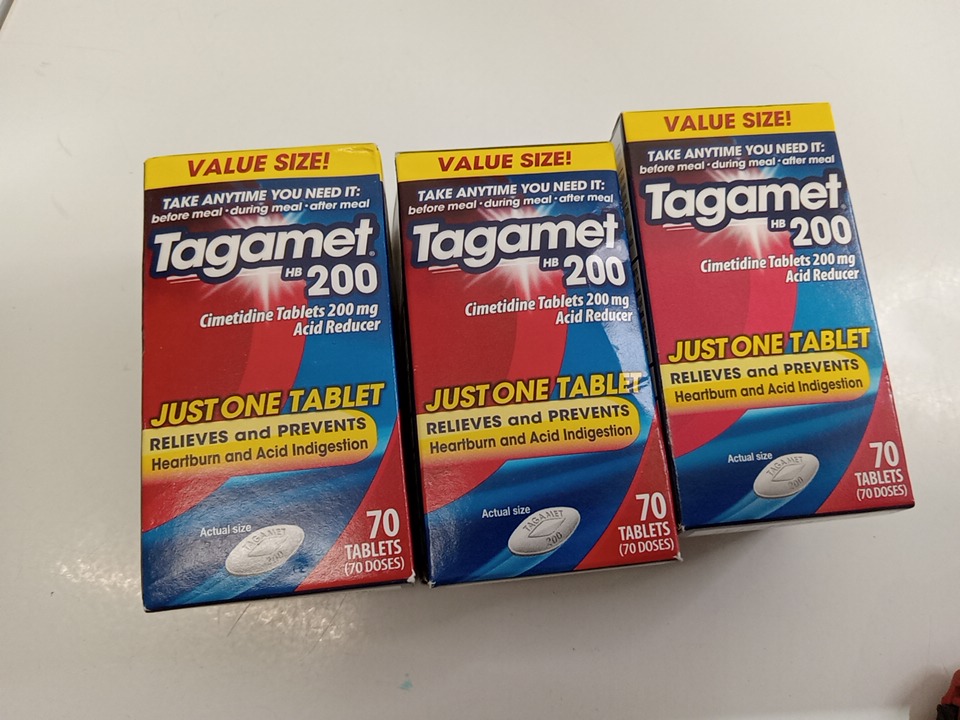 VALUE SIZE!
TAKE ANYTIME YOU NEED IT:
before meal • during meal • after meal
Tagamet®
HB 200
Cimetidine Tablets 200 mg
Acid Reducer
JUST ONE TABLET
RELIEVES and PREVENTS
Heartburn and Acid Indigestion
Actual size
TAGAMET
200
70
TABLETS
(70 DOSES)
VALUE SIZE!
TAKE ANYTIME YOU NEED IT:
before meal • during meal • after meal
Tagamet®
HB 200
Cimetidine Tablets 200 mg
Acid Reducer
JUST ONE TABLET
RELIEVES and PREVENTS
Heartburn and Acid Indigestion
Actual size
TAGAMET
200
70
TABLETS
(70 DOSES)
VALUE SIZE!
TAKE ANYTIME YOU NEED IT:
before meal • during meal • after meal
Tagamet®
HB 200
Cimetidine Tablets 200 mg
Acid Reducer
JUST ONE TABLET
RELIEVES and PREVENTS
Heartburn and Acid Indigestion
Actual size
TAGAMET
200
70
TABLETS
(70 DOSES)